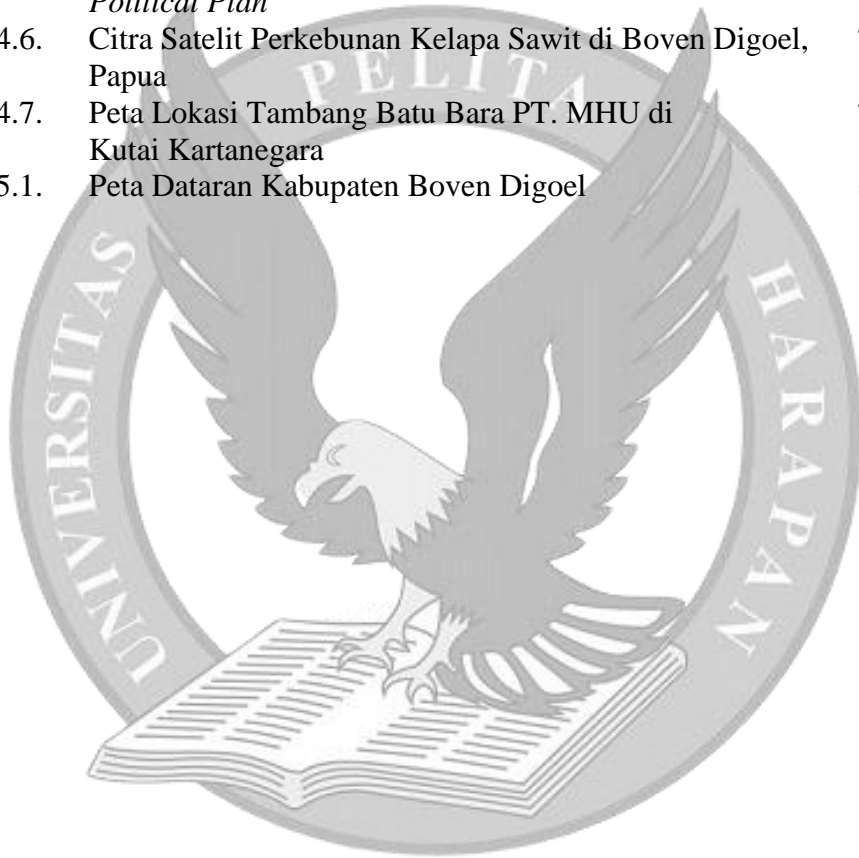 Political Plan
4.6. Citra Satelit Perkebunan Kelapa Sawit di Boven Digoel,
Papua
4.7. Peta Lokasi Tambang Batu Bara PT. MHU di
Kutai Kartanegara
5.1. Peta Dataran Kabupaten Boven Digoel
UNIVERSITAS PELITA HARAPAN